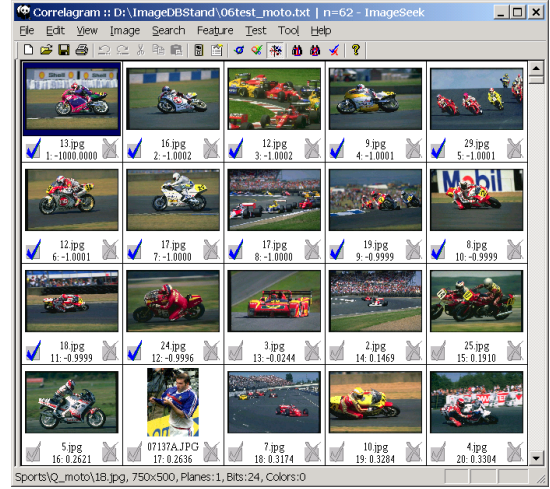 Correlagram :: D:\ImageDBStand\06test_moto.txt | n=62 - ImageSeek
File Edit View Image Search Feature Test Tool Help
Shell Shell
Mobil
13.jpg 16.jpg 12.jpg 9.jpg 29.jpg
1: -1000.0000 2: -1.0002 3: -1.0002 4: -1.0001 5: -1.0001
12.jpg 17.jpg 17.jpg 19.jpg 8.jpg
6: -1.0001 7: -1.0000 8: -1.0000 9: -0.9999 10: -0.9999
18.jpg 24.jpg 3.jpg 2.jpg 25.jpg
11: -0.9999 12: -0.9996 13: -0.0244 14: 0.1469 15: 0.1910
5.jpg 07137A.JPG 7.jpg 10.jpg 4.jpg
16: 0.2621 17: 0.2636 18: 0.3174 19: 0.3284 20: 0.3304
Sports\Q_moto\18.jpg, 750x500, Planes:1, Bits:24, Colors:0